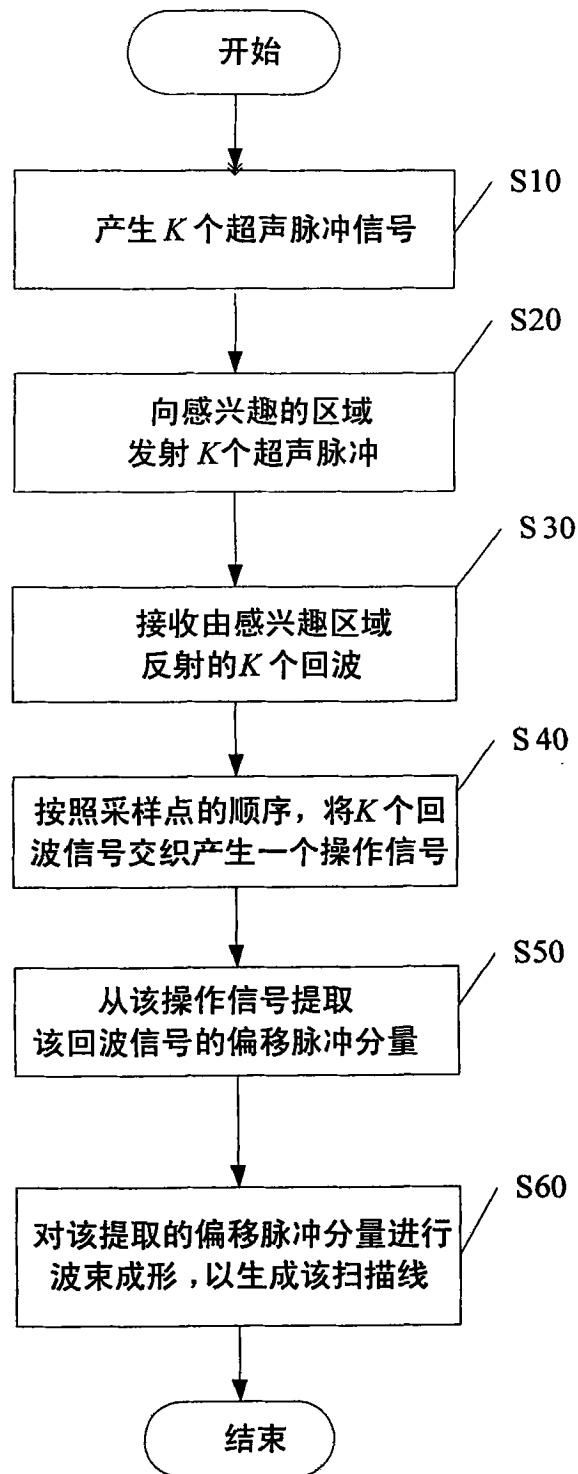 开始
S10
产生 K 个超声脉冲信号
S20
向感兴趣的区域
发射 K个超声脉冲
S30
接收由感兴趣区域
反射的K 个回波
S40
按照采样点的顺序，将K 个回
波信号交织产生一个操作信号
S50
从该操作信号提取
该回波信号的偏移脉冲分量
S60
对该提取的偏移脉冲分量进行
波束成形，以生成该扫描线
结束